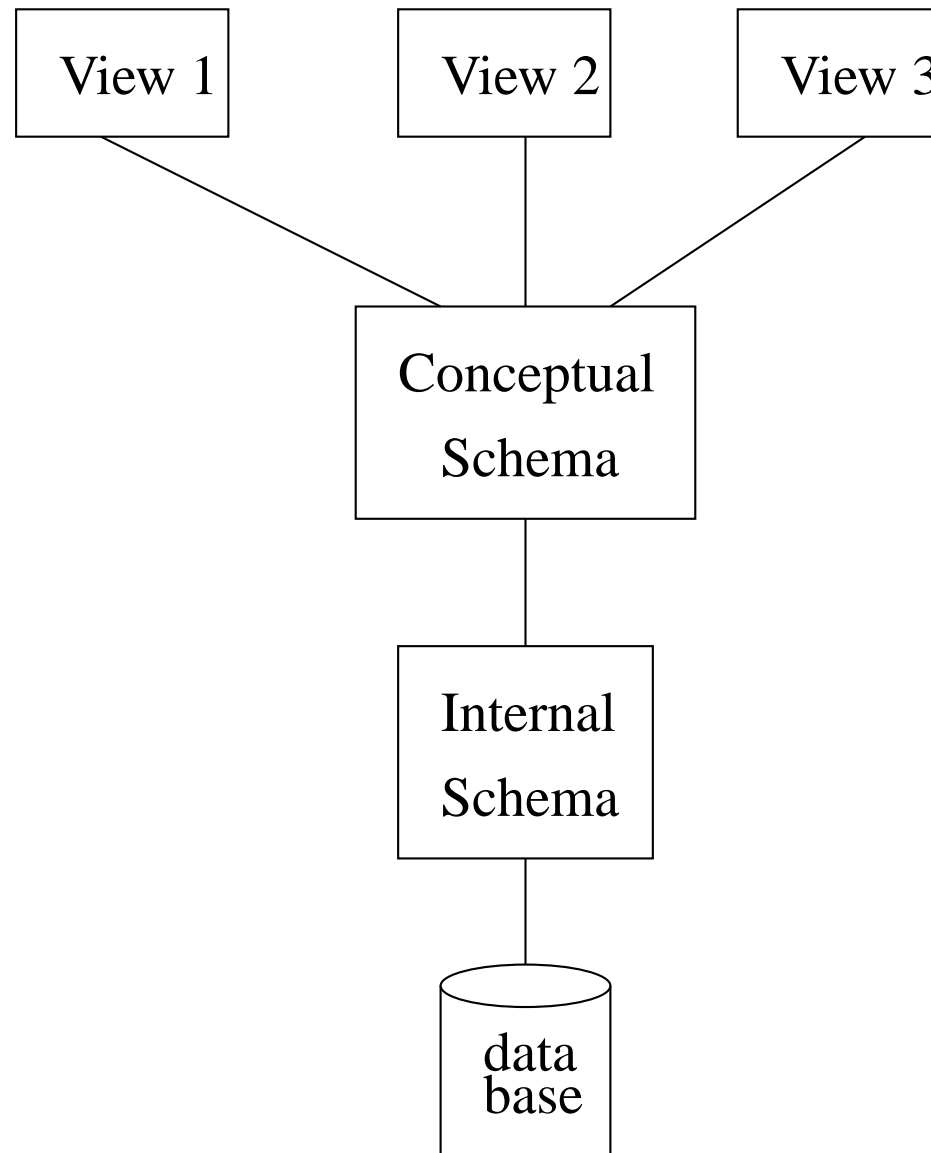 View 1
View 2
View 3
Conceptual
Schema
Internal
Schema
data
base